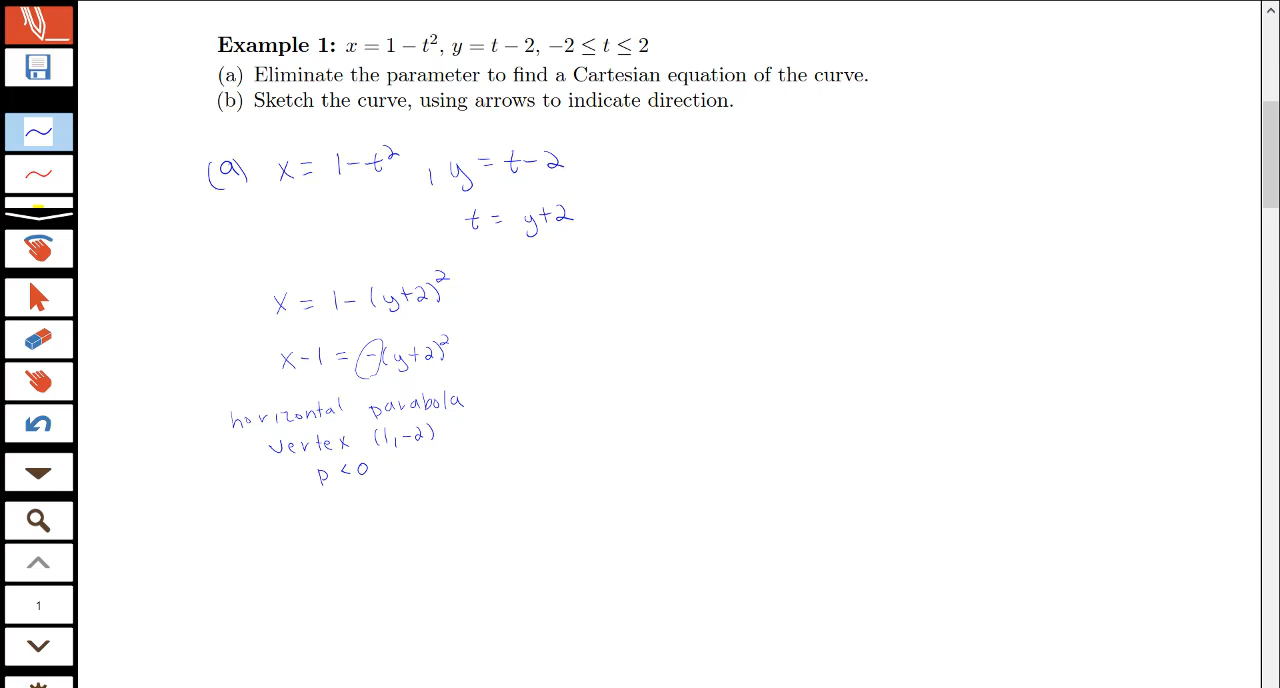 Example 1: x = 1 − t², y = t − 2, −2 ≤ t ≤ 2
(a) Eliminate the parameter to find a Cartesian equation of the curve.
(b) Sketch the curve, using arrows to indicate direction.
(a) x = 1 − t² , y = t − 2
t = y+2
x = 1 − (y+2)²
x − 1 = −(y+2)²
horizontal parabola
vertex (1,−2)
p < 0
1